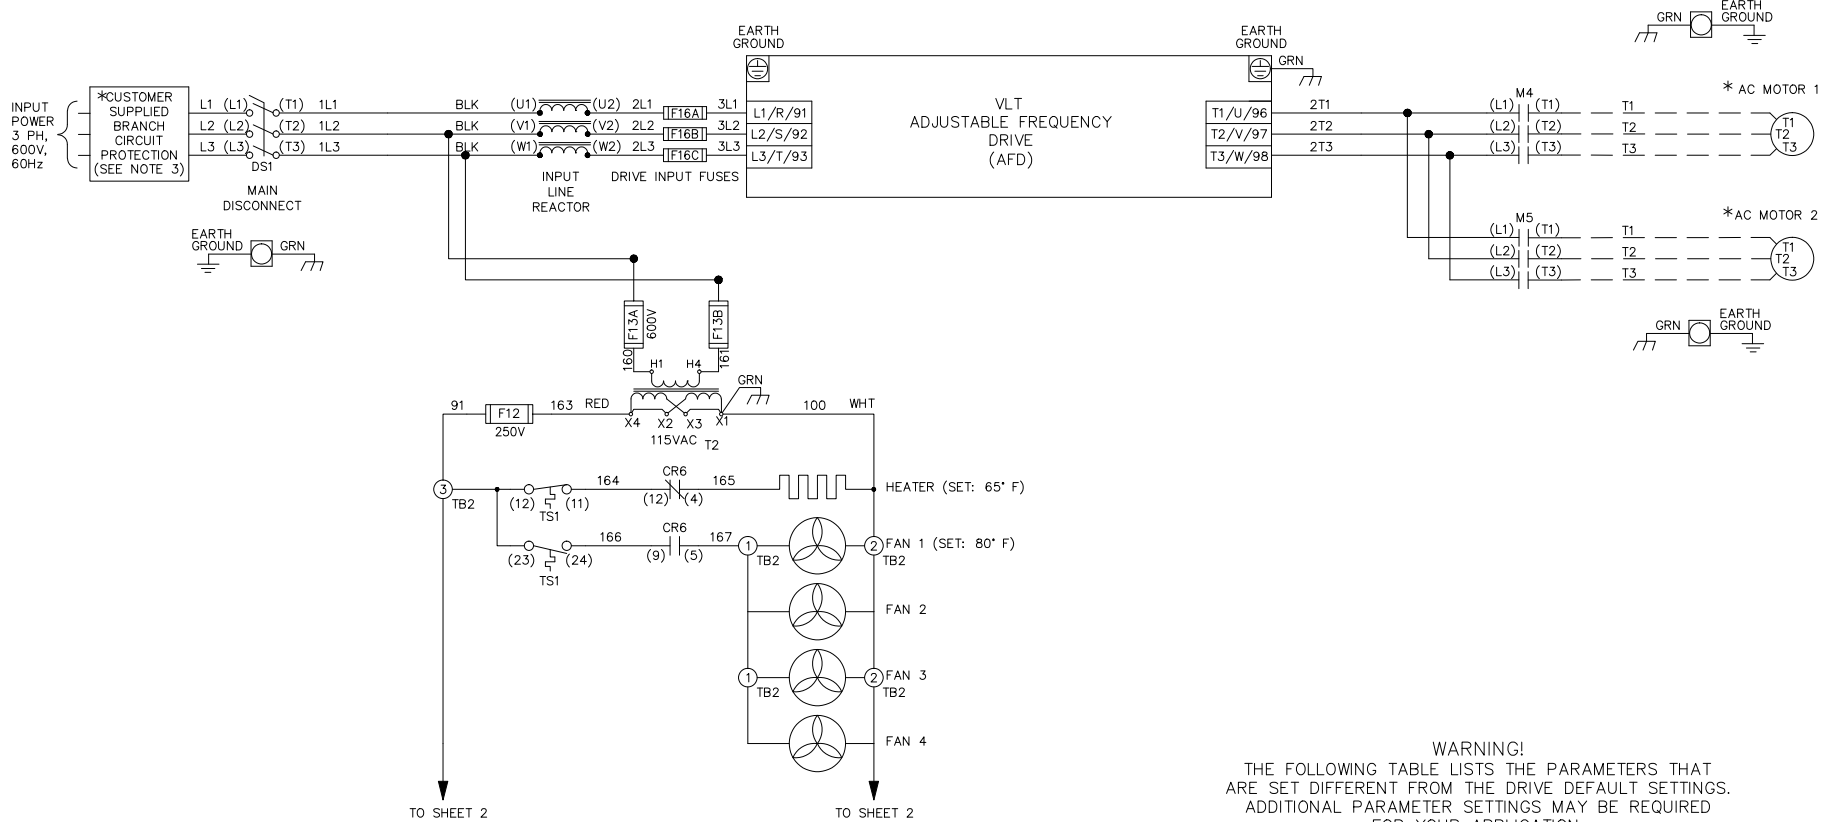 EARTH
GROUND
EARTH
GROUND
GRN
GRN
EARTH
GROUND
INPUT
POWER
3 PH,
600V,
60Hz
*CUSTOMER
SUPPLIED
BRANCH
CIRCUIT
PROTECTION
(SEE NOTE 3)
L1 (L1) (T1) 1L1 BLK (U1) (U2) 2L1 F16A 3L1 L1/R/91
L2 (L2) (T2) 1L2 BLK (V1) (V2) 2L2 F16B 3L2 L2/S/92
L3 (L3) (T3) 1L3 BLK (W1) (W2) 2L3 F16C 3L3 L3/T/93
DS1
MAIN
DISCONNECT
INPUT
LINE
REACTOR
DRIVE INPUT FUSES
VLT
ADJUSTABLE FREQUENCY
DRIVE
(AFD)
T1/U/96 2T1
T2/V/97 2T2
T3/W/98 2T3
M4
(L1) (T1) T1
(L2) (T2) T2
(L3) (T3) T3
* AC MOTOR 1
T1
T2
T3
M5
(L1) (T1) T1
(L2) (T2) T2
(L3) (T3) T3
*AC MOTOR 2
T1
T2
T3
EARTH
GROUND GRN
GRN EARTH
GROUND
F13A
600V
F13B
160
161
H1 H4
GRN
91 F12 163 RED
250V
X4 X2 X3 X1
115VAC T2
100 WHT
3
TB2
(12) (11)
TS1
164
CR6
(12) (4)
165
HEATER (SET: 65° F)
(23) (24)
TS1
166
CR6
(9) (5)
167
1
TB2
2
TB2
FAN 1 (SET: 80° F)
FAN 2
1
TB2
2
TB2
FAN 3
FAN 4
TO SHEET 2
TO SHEET 2
WARNING!
THE FOLLOWING TABLE LISTS THE PARAMETERS THAT
ARE SET DIFFERENT FROM THE DRIVE DEFAULT SETTINGS.
ADDITIONAL PARAMETER SETTINGS MAY BE REQUIRED
FOR YOUR APPLICATION